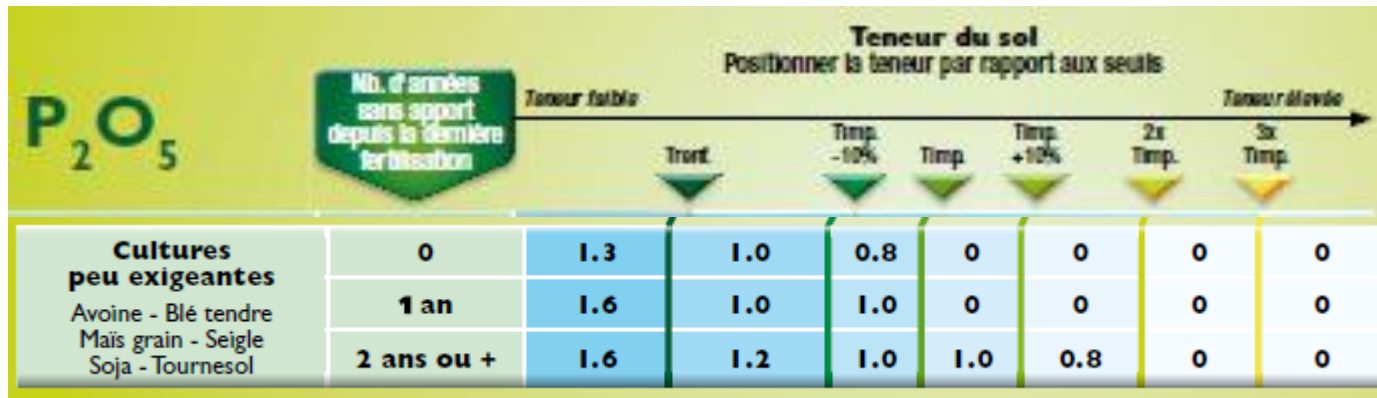 Teneur du sol
Positionner la teneur par rapport aux seuils
P2O5
Nb. d'années
sans apport
depuis la dernière
fertilisation
Teneur faible
Teneur élevée
Trenf.
Timp.
-10%
Timp.
Timp.
+10%
2x
Timp.
3x
Timp.
Cultures
peu exigeantes
Avoine - Blé tendre
Maïs grain - Seigle
Soja - Tournesol
0 1.3 1.0 0.8 0 0 0 0
1 an 1.6 1.0 1.0 0 0 0 0
2 ans ou + 1.6 1.2 1.0 1.0 0.8 0 0